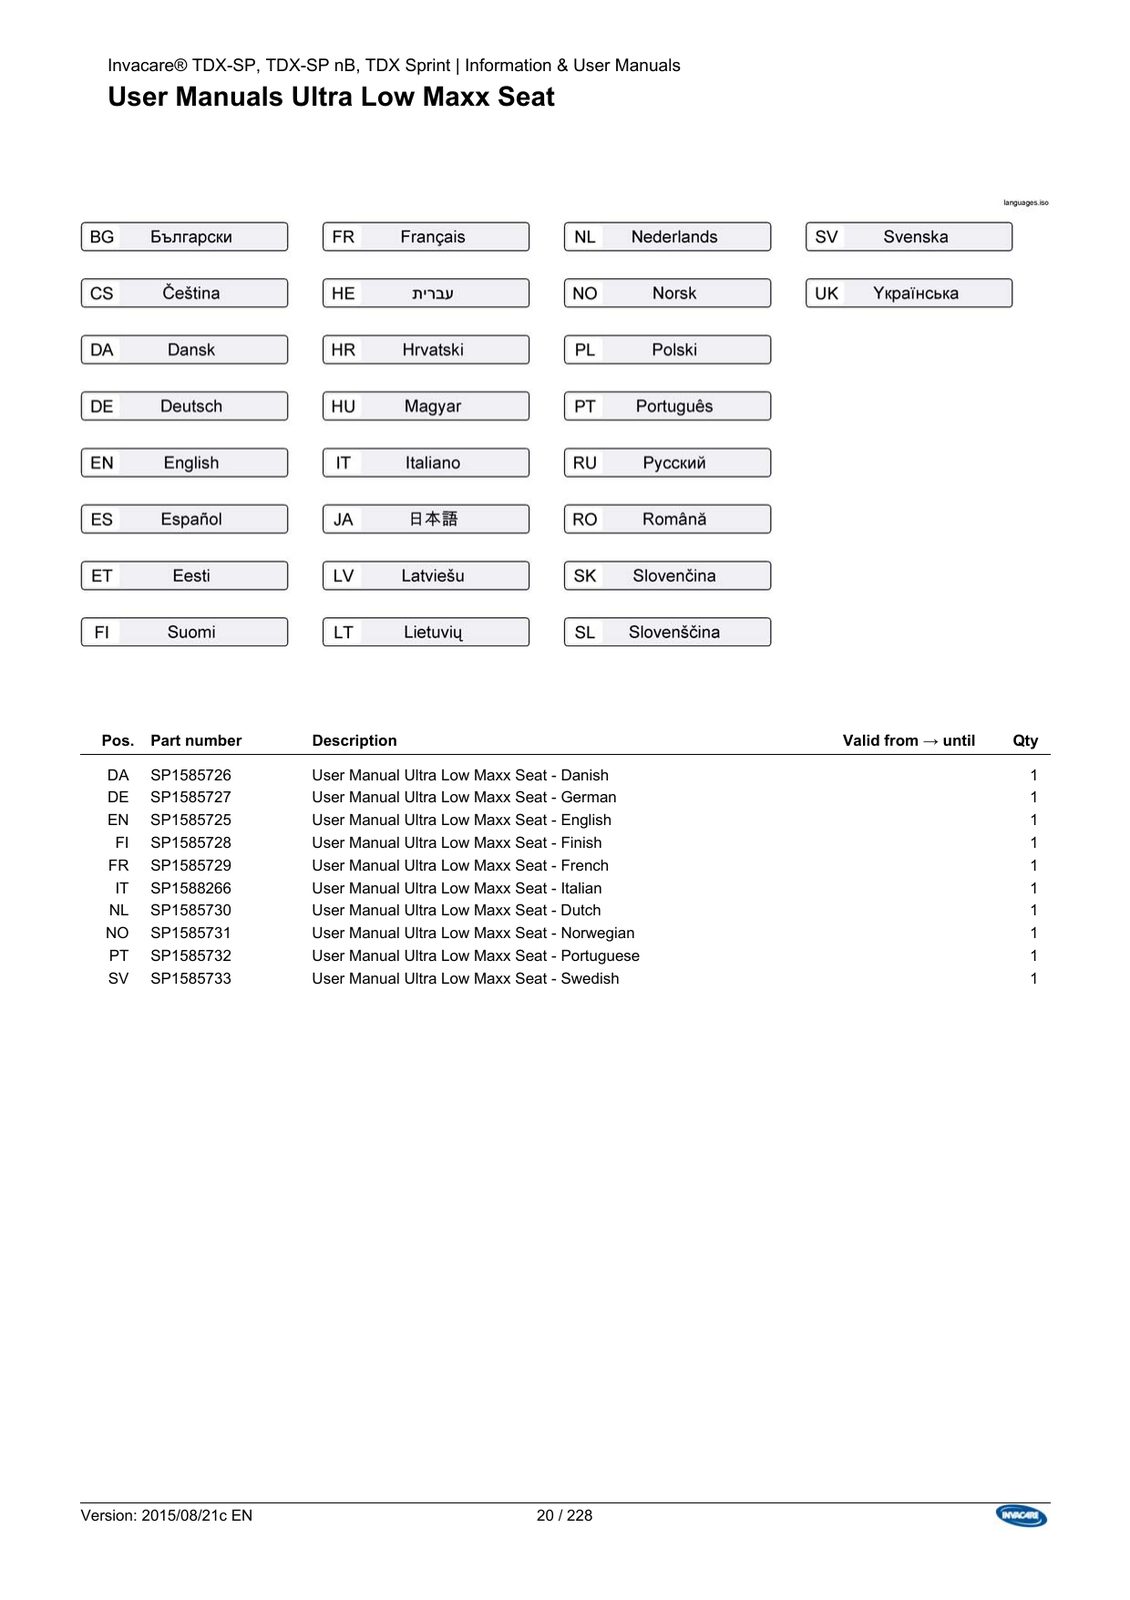 Invacare® TDX-SP, TDX-SP nB, TDX Sprint | Information & User Manuals
User Manuals Ultra Low Maxx Seat
languages.iso
BG Български FR Français NL Nederlands SV Svenska
CS Čeština HE עברית NO Norsk UK Yкраïнська
DA Dansk HR Hrvatski PL Polski
DE Deutsch HU Magyar PT Português
EN English IT Italiano RU Русский
ES Español JA 日本語 RO Română
ET Eesti LV Latviešu SK Slovenčina
FI Suomi LT Lietuvių SL Slovenščina
Pos. Part number Description Valid from → until Qty
DA SP1585726 User Manual Ultra Low Maxx Seat - Danish 1
DE SP1585727 User Manual Ultra Low Maxx Seat - German 1
EN SP1585725 User Manual Ultra Low Maxx Seat - English 1
FI SP1585728 User Manual Ultra Low Maxx Seat - Finish 1
FR SP1585729 User Manual Ultra Low Maxx Seat - French 1
IT SP1588266 User Manual Ultra Low Maxx Seat - Italian 1
NL SP1585730 User Manual Ultra Low Maxx Seat - Dutch 1
NO SP1585731 User Manual Ultra Low Maxx Seat - Norwegian 1
PT SP1585732 User Manual Ultra Low Maxx Seat - Portuguese 1
SV SP1585733 User Manual Ultra Low Maxx Seat - Swedish 1
Version: 2015/08/21c EN 20 / 228 INVACARE